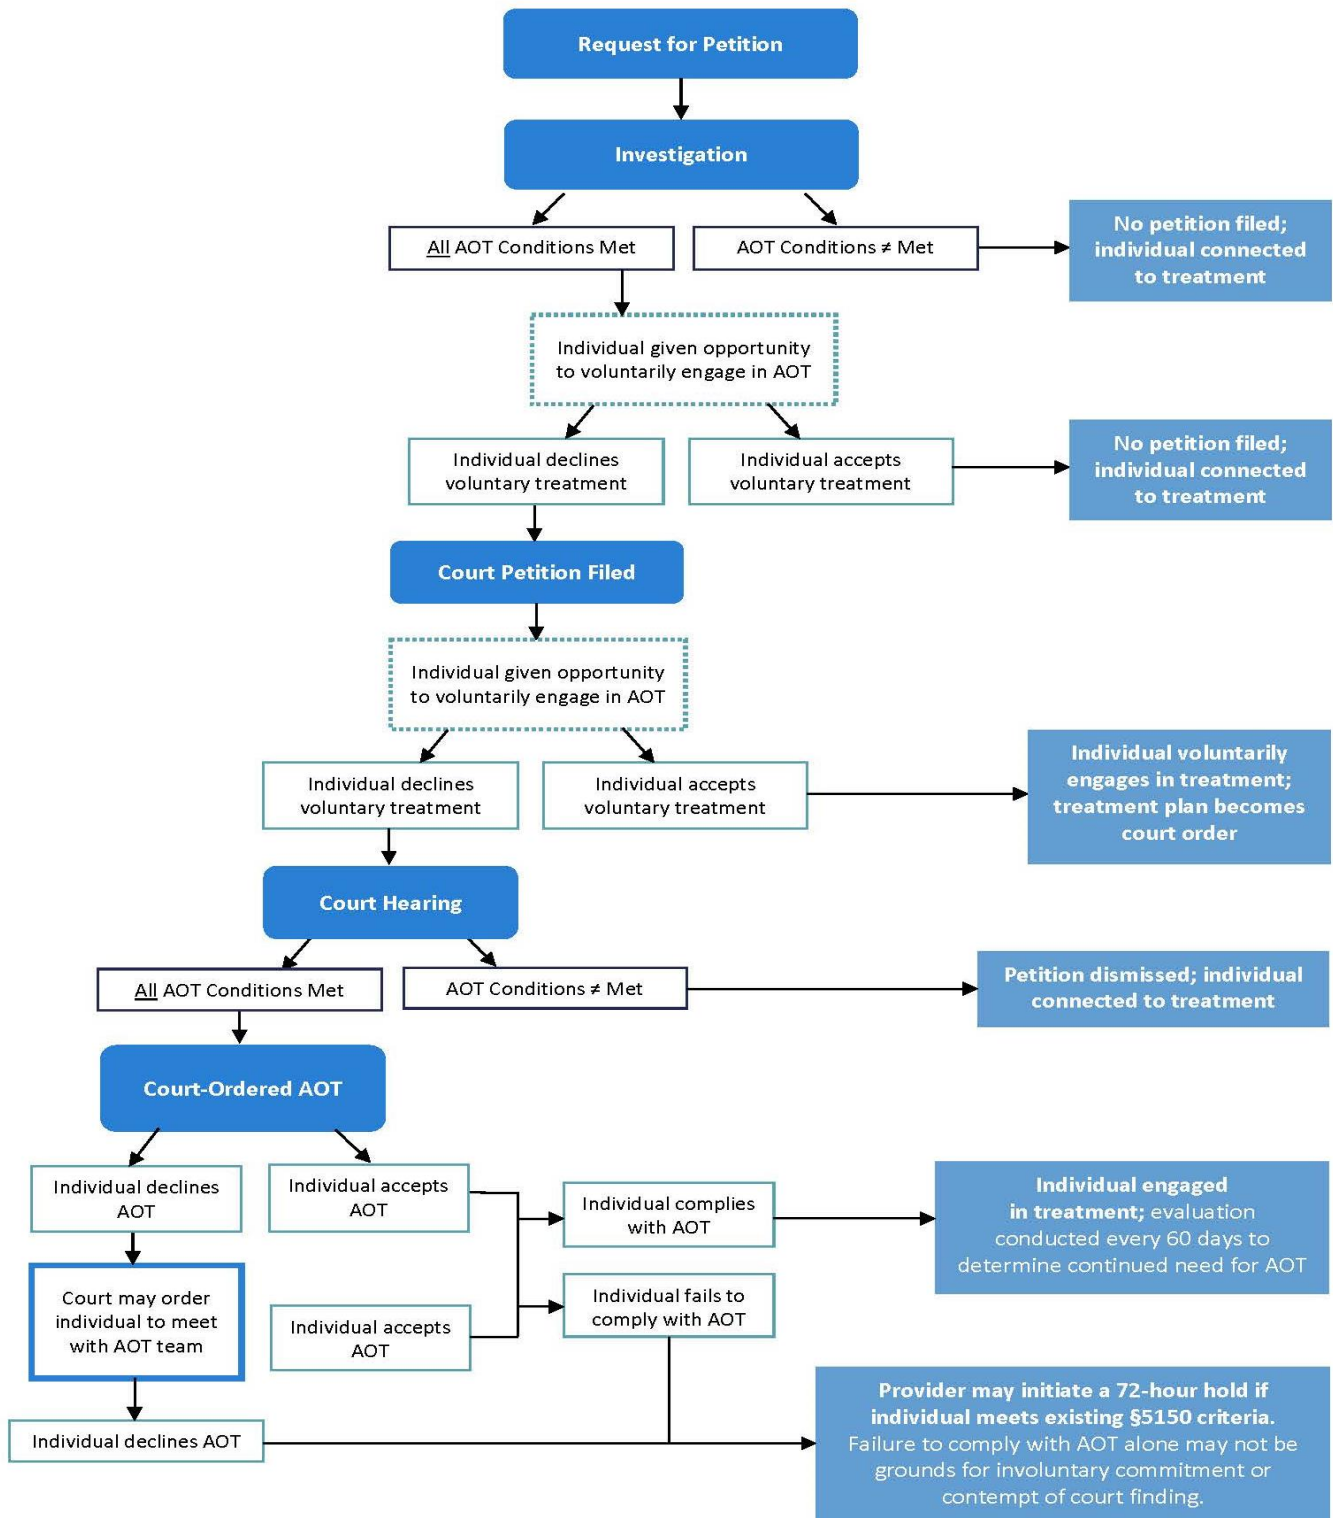 Request for Petition
Investigation
All AOT Conditions Met
AOT Conditions ≠ Met
No petition filed;
individual connected
to treatment
Individual given opportunity
to voluntarily engage in AOT
Individual declines
voluntary treatment
Individual accepts
voluntary treatment
No petition filed;
individual connected
to treatment
Court Petition Filed
Individual given opportunity
to voluntarily engage in AOT
Individual declines
voluntary treatment
Individual accepts
voluntary treatment
Individual voluntarily
engages in treatment;
treatment plan becomes
court order
Court Hearing
All AOT Conditions Met
AOT Conditions ≠ Met
Petition dismissed; individual
connected to treatment
Court-Ordered AOT
Individual declines
AOT
Individual accepts
AOT
Individual complies
with AOT
Individual engaged
in treatment; evaluation
conducted every 60 days to
determine continued need for AOT
Court may order
individual to meet
with AOT team
Individual accepts
AOT
Individual fails to
comply with AOT
Individual declines AOT
Provider may initiate a 72-hour hold if
individual meets existing §5150 criteria.
Failure to comply with AOT alone may not be
grounds for involuntary commitment or
contempt of court finding.